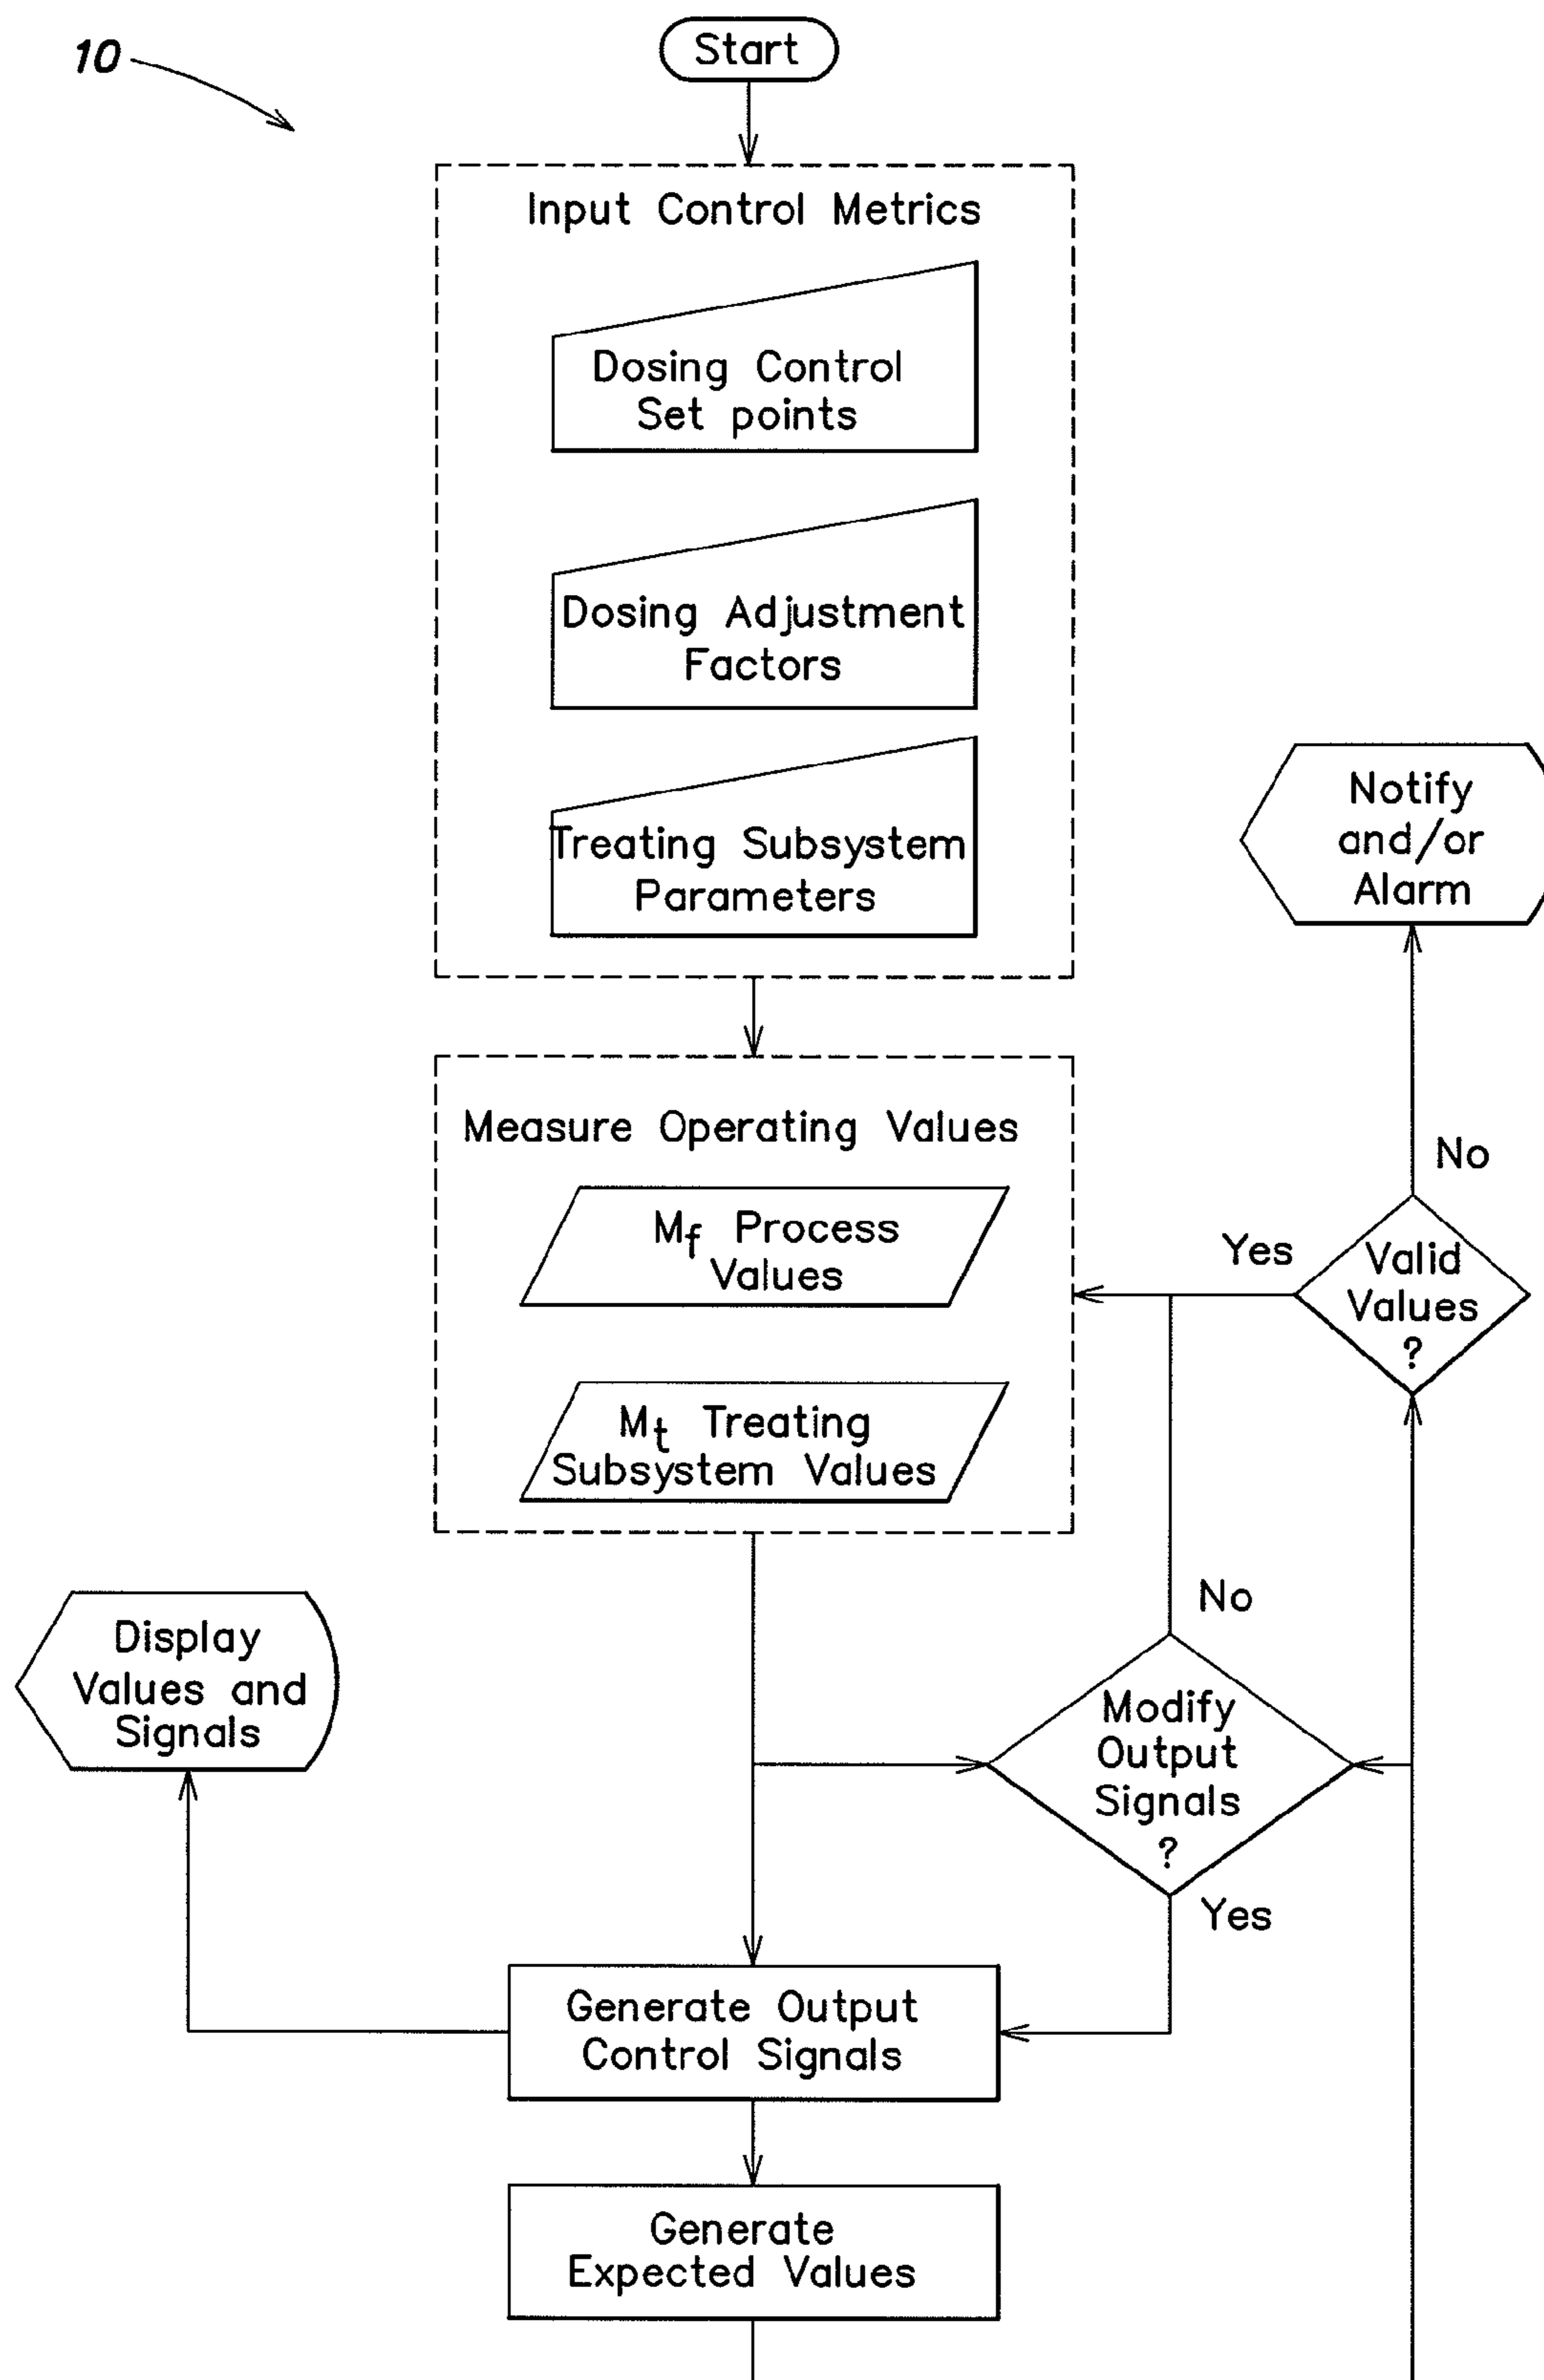 10
Start
Input Control Metrics
Dosing Control
Set points
Dosing Adjustment
Factors
Treating Subsystem
Parameters
Notify
and/or
Alarm
Measure Operating Values
No
Mf Process
Values
Yes
Valid
Values
?
Mt Treating
Subsystem Values
No
Display
Values and
Signals
Modify
Output
Signals
?
Yes
Generate Output
Control Signals
Generate
Expected Values